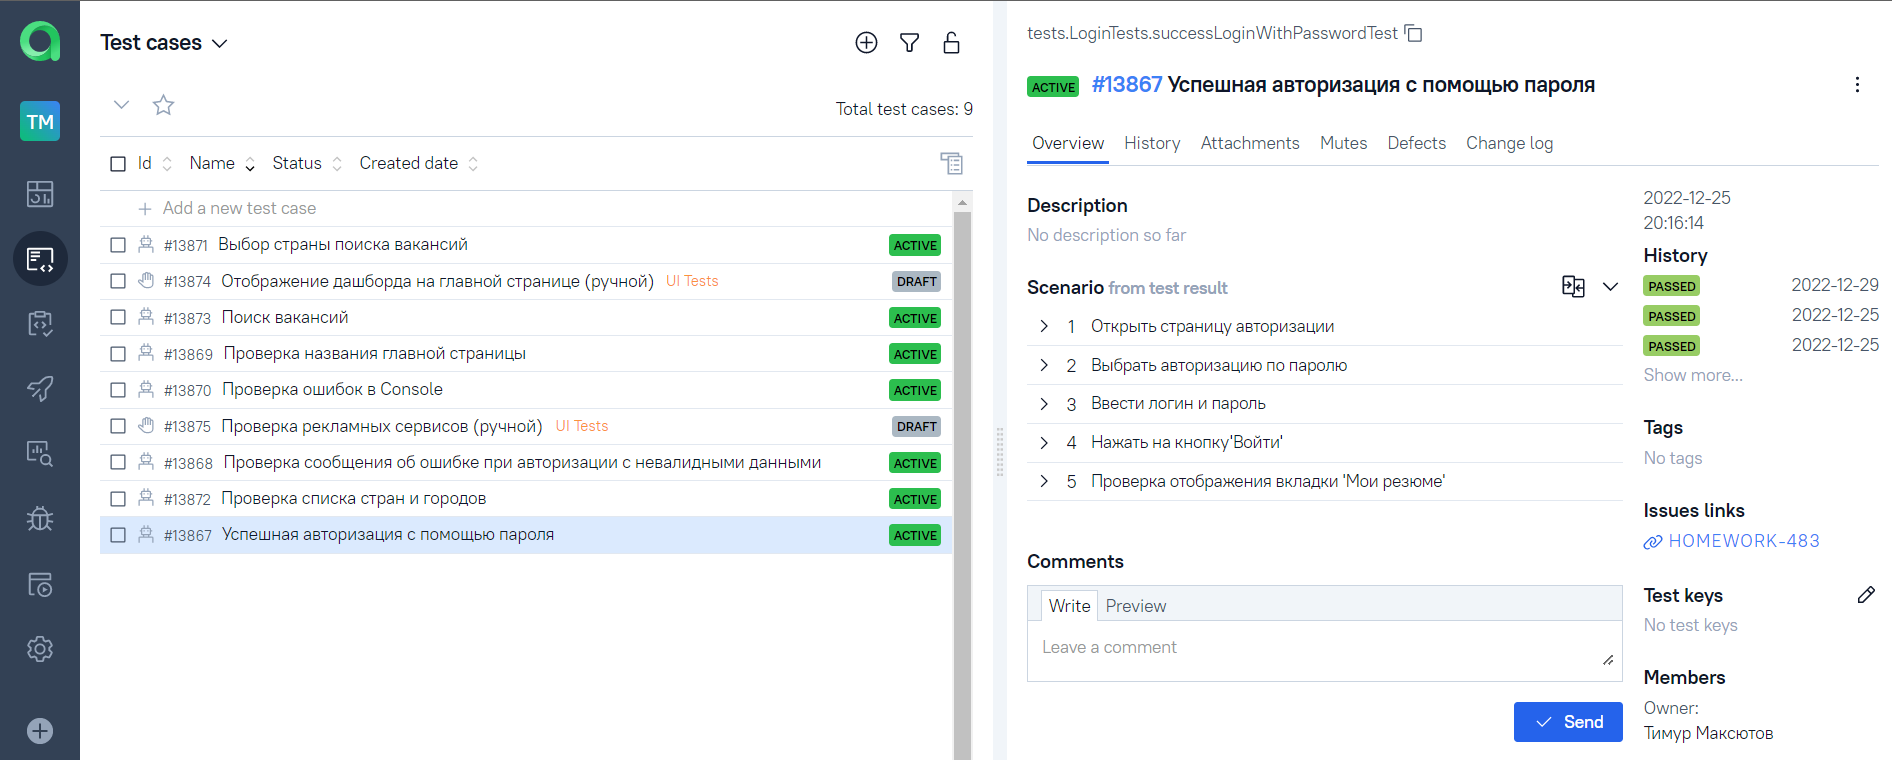 TM
Test cases
Total test cases: 9
Id Name Status Created date
Add a new test case
#13871 Выбор страны поиска вакансий ACTIVE
#13874 Отображение дашборда на главной странице (ручной) UI Tests DRAFT
#13873 Поиск вакансий ACTIVE
#13869 Проверка названия главной страницы ACTIVE
#13870 Проверка ошибок в Console ACTIVE
#13875 Проверка рекламных сервисов (ручной) UI Tests DRAFT
#13868 Проверка сообщения об ошибке при авторизации с невалидными данными ACTIVE
#13872 Проверка списка стран и городов ACTIVE
#13867 Успешная авторизация с помощью пароля ACTIVE
tests.LoginTests.successLoginWithPasswordTest
ACTIVE #13867 Успешная авторизация с помощью пароля
Overview History Attachments Mutes Defects Change log
Description
No description so far
Scenario from test result
1 Открыть страницу авторизации
2 Выбрать авторизацию по паролю
3 Ввести логин и пароль
4 Нажать на кнопку'Войти'
5 Проверка отображения вкладки 'Мои резюме'
Comments
Write Preview
Leave a comment
Send
2022-12-25
20:16:14
History
PASSED 2022-12-29
PASSED 2022-12-25
PASSED 2022-12-25
Show more...
Tags
No tags
Issues links
HOMEWORK-483
Test keys
No test keys
Members
Owner:
Тимур Максютов